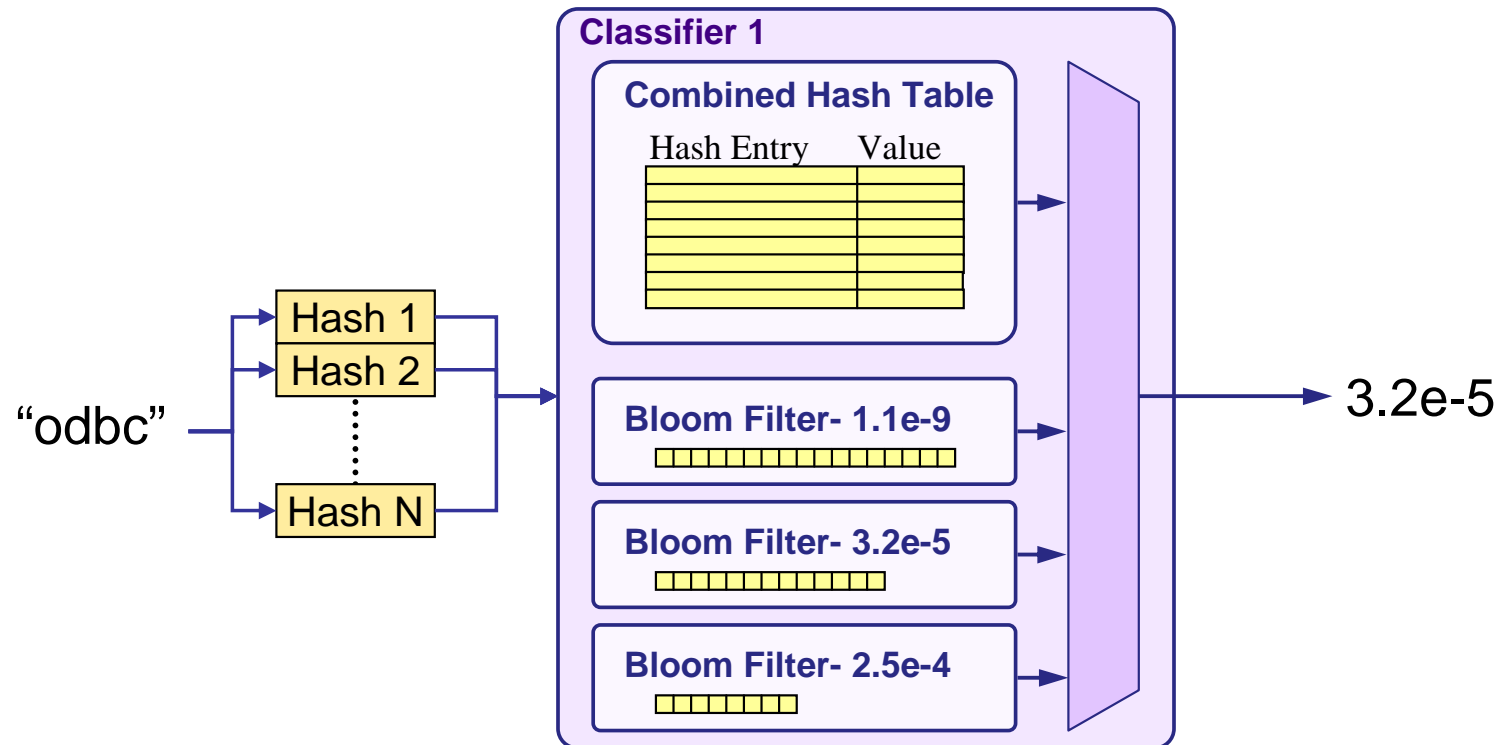 Classifier 1
Combined Hash Table
Hash Entry Value
Hash 1
Hash 2
“odbc”
Hash N
Bloom Filter- 1.1e-9
Bloom Filter- 3.2e-5
Bloom Filter- 2.5e-4
3.2e-5